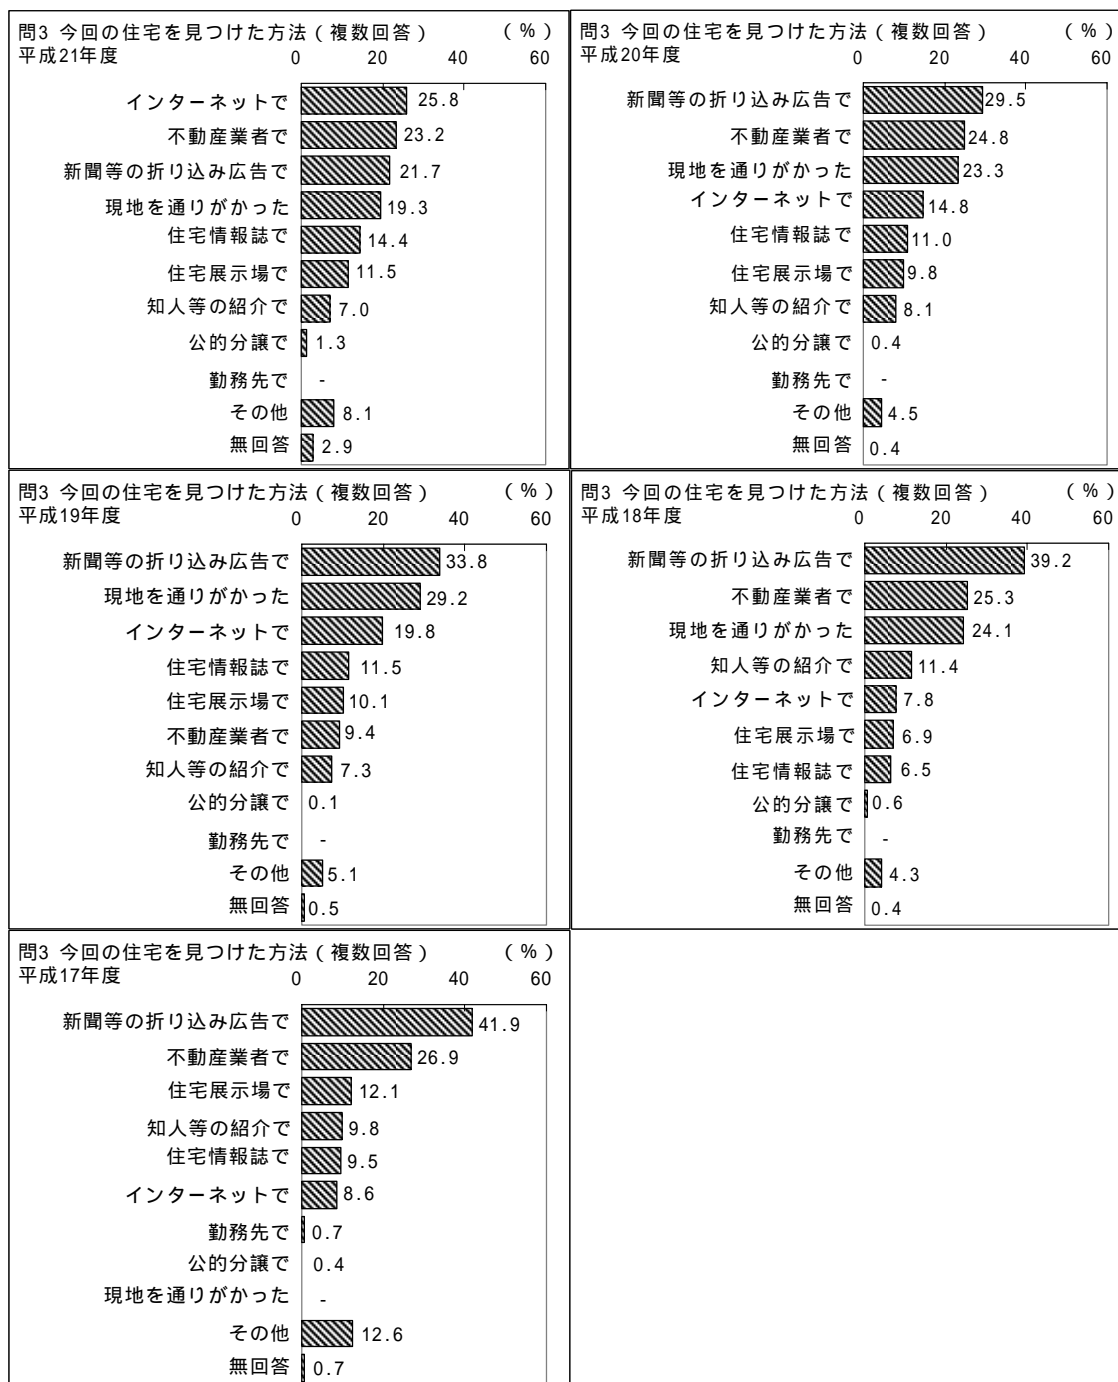 問3 今回の住宅を見つけた方法（複数回答） （％）
平成21年度
0 20 40 60
インターネットで 25.8
不動産業者で 23.2
新聞等の折り込み広告で 21.7
現地を通りがかった 19.3
住宅情報誌で 14.4
住宅展示場で 11.5
知人等の紹介で 7.0
公的分譲で 1.3
勤務先で -
その他 8.1
無回答 2.9
問3 今回の住宅を見つけた方法（複数回答） （％）
平成20年度
0 20 40 60
新聞等の折り込み広告で 29.5
不動産業者で 24.8
現地を通りがかった 23.3
インターネットで 14.8
住宅情報誌で 11.0
住宅展示場で 9.8
知人等の紹介で 8.1
公的分譲で 0.4
勤務先で -
その他 4.5
無回答 0.4
問3 今回の住宅を見つけた方法（複数回答） （％）
平成19年度
0 20 40 60
新聞等の折り込み広告で 33.8
現地を通りがかった 29.2
インターネットで 19.8
住宅情報誌で 11.5
住宅展示場で 10.1
不動産業者で 9.4
知人等の紹介で 7.3
公的分譲で 0.1
勤務先で -
その他 5.1
無回答 0.5
問3 今回の住宅を見つけた方法（複数回答） （％）
平成18年度
0 20 40 60
新聞等の折り込み広告で 39.2
不動産業者で 25.3
現地を通りがかった 24.1
知人等の紹介で 11.4
インターネットで 7.8
住宅展示場で 6.9
住宅情報誌で 6.5
公的分譲で 0.6
勤務先で -
その他 4.3
無回答 0.4
問3 今回の住宅を見つけた方法（複数回答） （％）
平成17年度
0 20 40 60
新聞等の折り込み広告で 41.9
不動産業者で 26.9
住宅展示場で 12.1
知人等の紹介で 9.8
住宅情報誌で 9.5
インターネットで 8.6
勤務先で 0.7
公的分譲で 0.4
現地を通りがかった -
その他 12.6
無回答 0.7